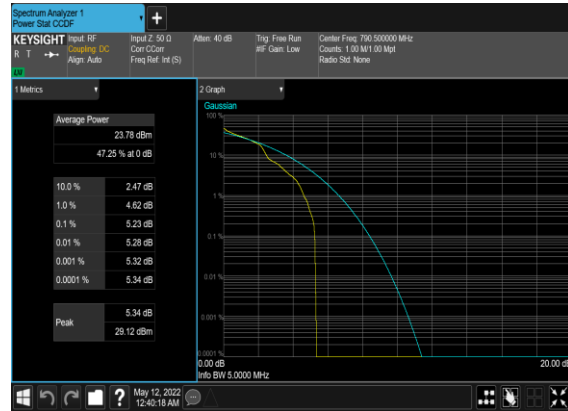 Spectrum Analyzer 1
Power Stat CCDF
+
KEYSIGHT
R T
LXI
Input: RF
Coupling: DC
Align: Auto
Input Z: 50 Ω
Corr CCorr
Freq Ref: Int (S)
Atten: 40 dB
Trig: Free Run
#IF Gain: Low
Center Freq: 790.500000 MHz
Counts: 1.00 M/1.00 Mpt
Radio Std: None
1 Metrics
Average Power
23.78 dBm
47.25 % at 0 dB
10.0 % 2.47 dB
1.0 % 4.62 dB
0.1 % 5.23 dB
0.01 % 5.28 dB
0.001 % 5.32 dB
0.0001 % 5.34 dB
Peak 5.34 dB
29.12 dBm
2 Graph
Gaussian
100 %
10 %
1 %
0.1 %
0.01 %
0.001 %
0.0001 %
0.00 dB 20.00 dB
Info BW 5.0000 MHz
?
May 12, 2022
12:40:18 AM